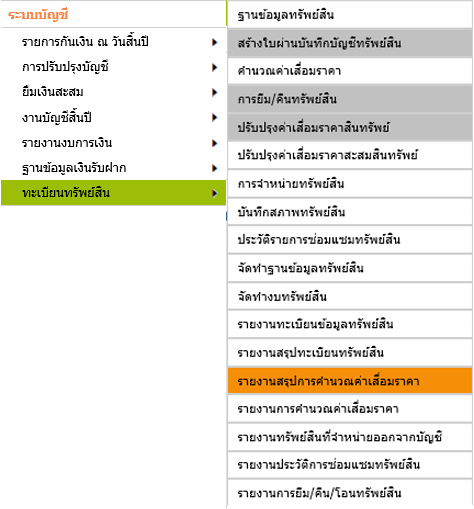 ระบบบัญชี
รายการกันเงิน ณ วันสิ้นปี
การปรับปรุงบัญชี
ยืมเงินสะสม
งานบัญชีสิ้นปี
รายงานงบการเงิน
ฐานข้อมูลเงินรับฝาก
ทะเบียนทรัพย์สิน
ฐานข้อมูลทรัพย์สิน
สร้างใบผ่านบันทึกบัญชีทรัพย์สิน
คำนวณค่าเสื่อมราคา
การยืม/คืนทรัพย์สิน
ปรับปรุงค่าเสื่อมราคาสินทรัพย์
ปรับปรุงค่าเสื่อมราคาสะสมสินทรัพย์
การจำหน่ายทรัพย์สิน
บันทึกสภาพทรัพย์สิน
ประวัติรายการซ่อมแซมทรัพย์สิน
จัดทำฐานข้อมูลทรัพย์สิน
จัดทำงบทรัพย์สิน
รายงานทะเบียนข้อมูลทรัพย์สิน
รายงานสรุปทะเบียนทรัพย์สิน
รายงานสรุปการคำนวณค่าเสื่อมราคา
รายงานการคำนวณค่าเสื่อมราคา
รายงานทรัพย์สินที่จำหน่ายออกจากบัญชี
รายงานประวัติการซ่อมแซมทรัพย์สิน
รายงานการยืม/คืน/โอนทรัพย์สิน